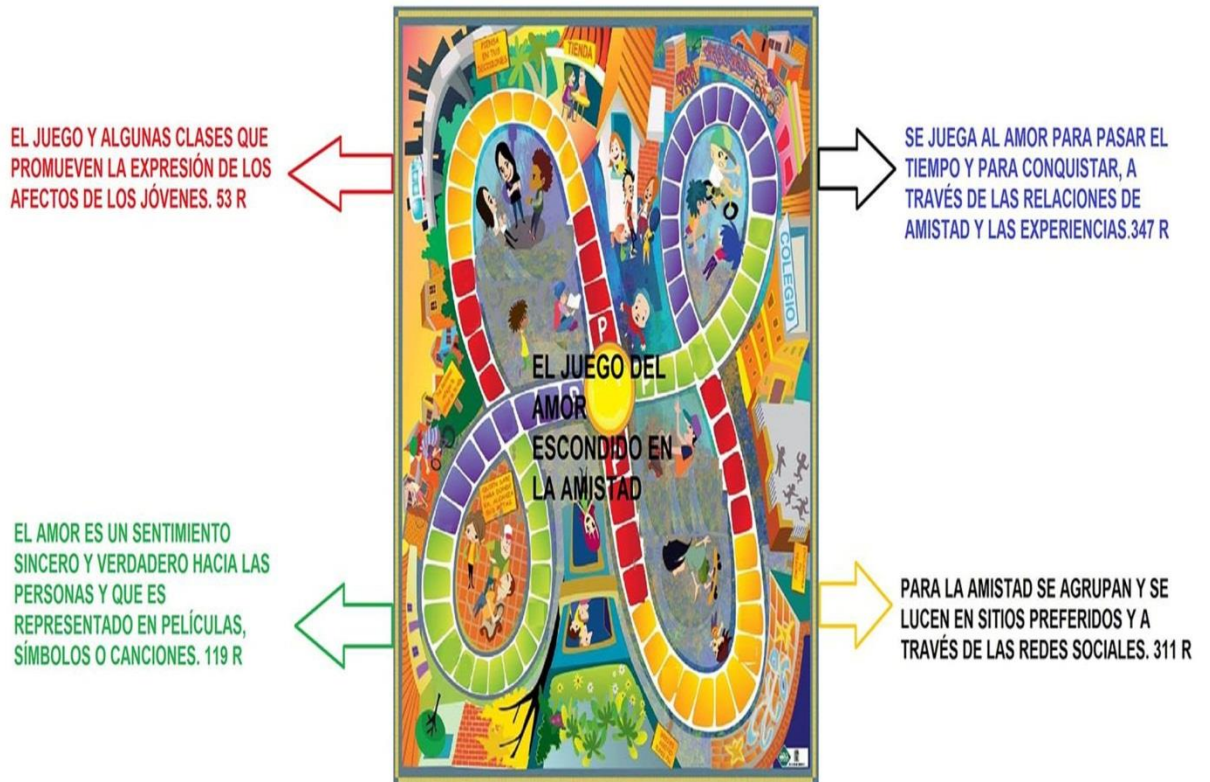 EL JUEGO Y ALGUNAS CLASES QUE
PROMUEVEN LA EXPRESIÓN DE LOS
AFECTOS DE LOS JÓVENES. 53 R
SE JUEGA AL AMOR PARA PASAR EL
TIEMPO Y PARA CONQUISTAR, A
TRAVÉS DE LAS RELACIONES DE
AMISTAD Y LAS EXPERIENCIAS.347 R
PIENSA
EN TUS
DECISIONES
TIENDA
COLEGIO
P
P
P
EL JUEGO DEL
AMOR
ESCONDIDO EN
LA AMISTAD
EL AMOR ES UN SENTIMIENTO
SINCERO Y VERDADERO HACIA LAS
PERSONAS Y QUE ES
REPRESENTADO EN PELÍCULAS,
SÍMBOLOS O CANCIONES. 119 R
PARA LA AMISTAD SE AGRUPAN Y SE
LUCEN EN SITIOS PREFERIDOS Y A
TRAVÉS DE LAS REDES SOCIALES. 311 R